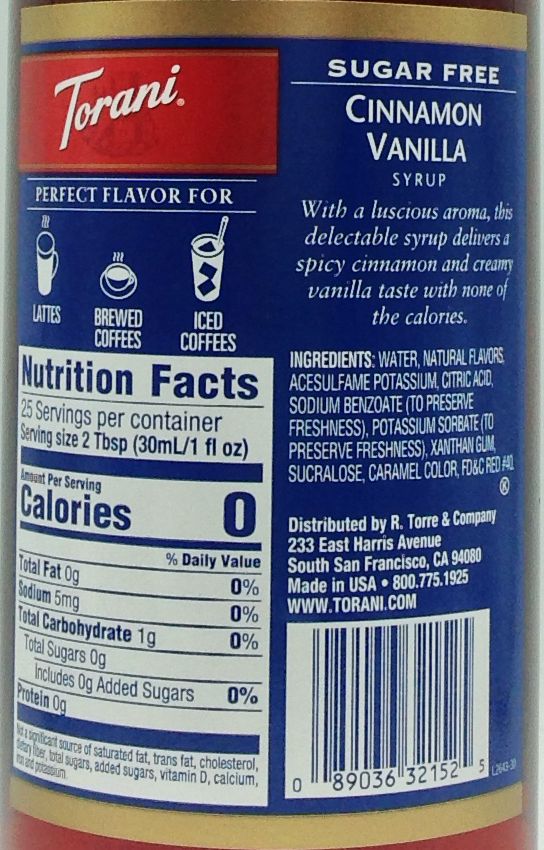 Torani®
PERFECT FLAVOR FOR
LATTES
BREWED
COFFEES
ICED
COFFEES
Nutrition Facts
25 Servings per container
Serving size 2 Tbsp (30mL/1 fl oz)
Amount Per Serving
Calories 0
% Daily Value
Total Fat 0g 0%
Sodium 5mg 0%
Total Carbohydrate 1g 0%
Total Sugars 0g
Includes 0g Added Sugars 0%
Protein 0g
Not a significant source of saturated fat, trans fat, cholesterol,
dietary fiber, total sugars, added sugars, vitamin D, calcium,
iron and potassium.
SUGAR FREE
CINNAMON
VANILLA
SYRUP
With a luscious aroma, this
delectable syrup delivers a
spicy cinnamon and creamy
vanilla taste with none of
the calories.
INGREDIENTS: WATER, NATURAL FLAVORS,
ACESULFAME POTASSIUM, CITRIC ACID,
SODIUM BENZOATE (TO PRESERVE
FRESHNESS), POTASSIUM SORBATE (TO
PRESERVE FRESHNESS), XANTHAN GUM,
SUCRALOSE, CARAMEL COLOR, FD&C RED #40.
Distributed by R. Torre & Company
233 East Harris Avenue
South San Francisco, CA 94080
Made in USA • 800.775.1925
WWW.TORANI.COM
0 89036 32152 5